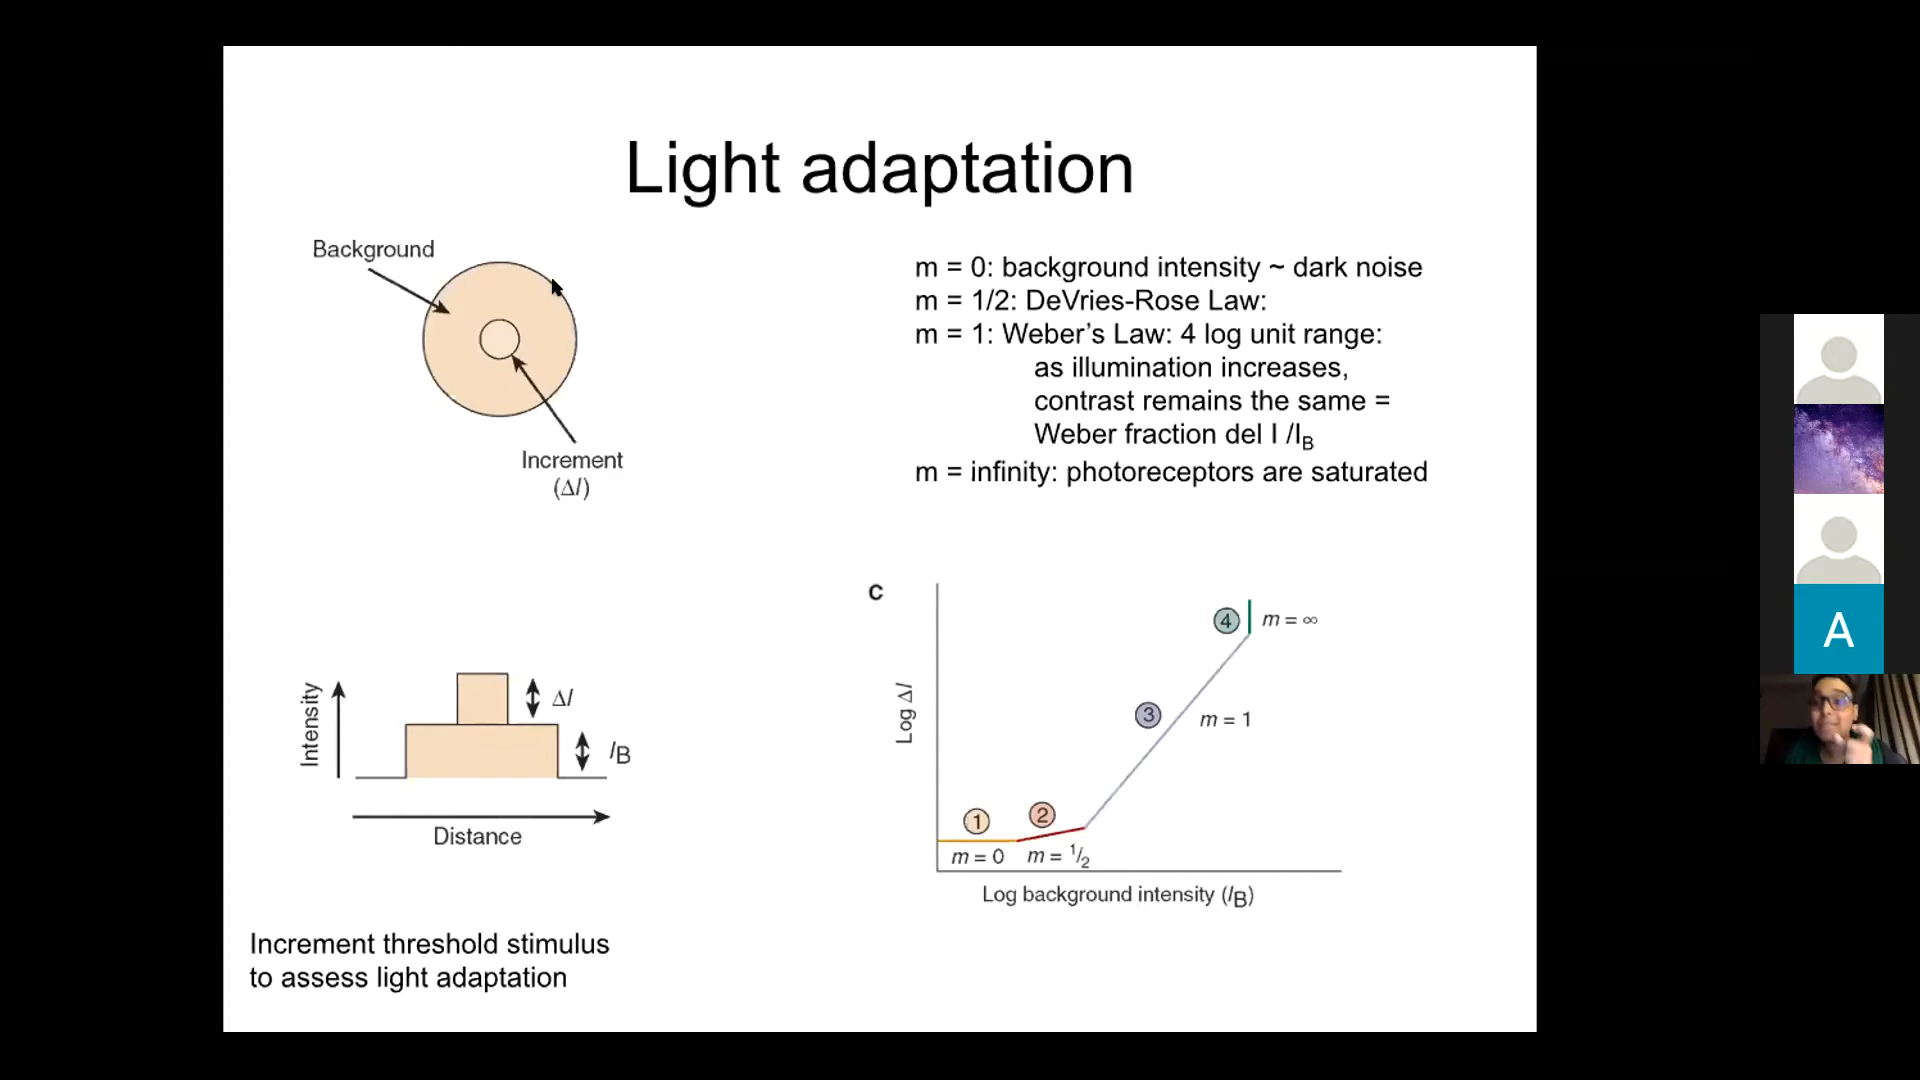 Light adaptation
Background
Increment
(ΔI)
m = 0: background intensity ~ dark noise
m = 1/2: DeVries-Rose Law:
m = 1: Weber’s Law: 4 log unit range:
as illumination increases,
contrast remains the same =
Weber fraction del I /IB
m = infinity: photoreceptors are saturated
Intensity
ΔI
IB
Distance
Increment threshold stimulus
to assess light adaptation
C
Log ΔI
4
m = ∞
3
m = 1
1
2
m = 0
m = 1/2
Log background intensity (IB)
A